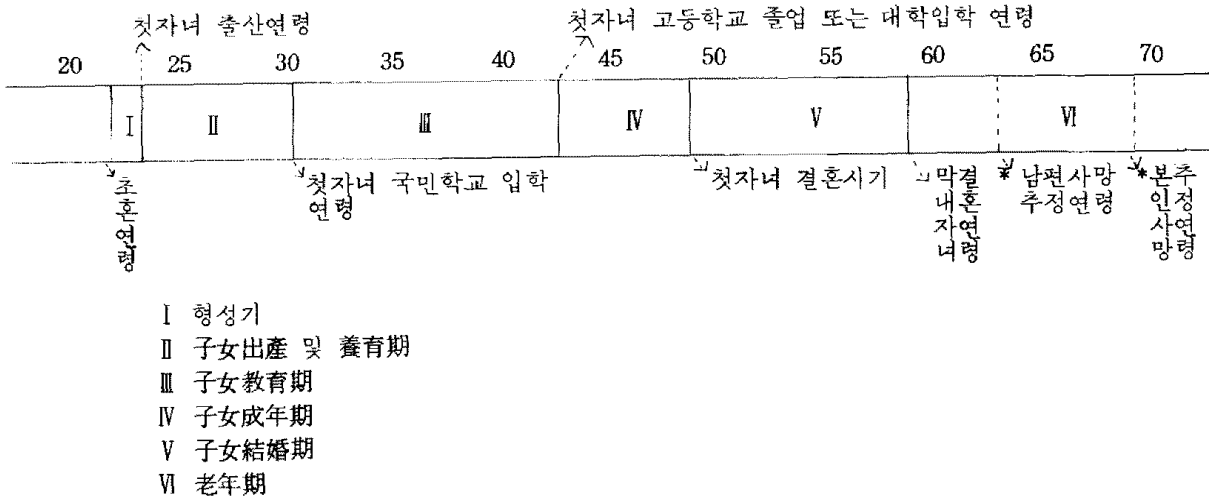 첫자녀 출산연령
첫자녀 고등학교 졸업 또는 대학입학 연령
20 25 30 35 40 45 50 55 60 65 70
Ⅰ Ⅱ Ⅲ Ⅳ Ⅴ Ⅵ
초혼연령
첫자녀 국민학교 입학
연령
첫자녀 결혼시기
막내자녀
결혼연령
* 남편사망
추정연령
*본인사망
추정연령
Ⅰ 형성기
Ⅱ 子女出產 및 養育期
Ⅲ 子女教育期
Ⅳ 子女成年期
Ⅴ 子女結婚期
Ⅵ 老年期